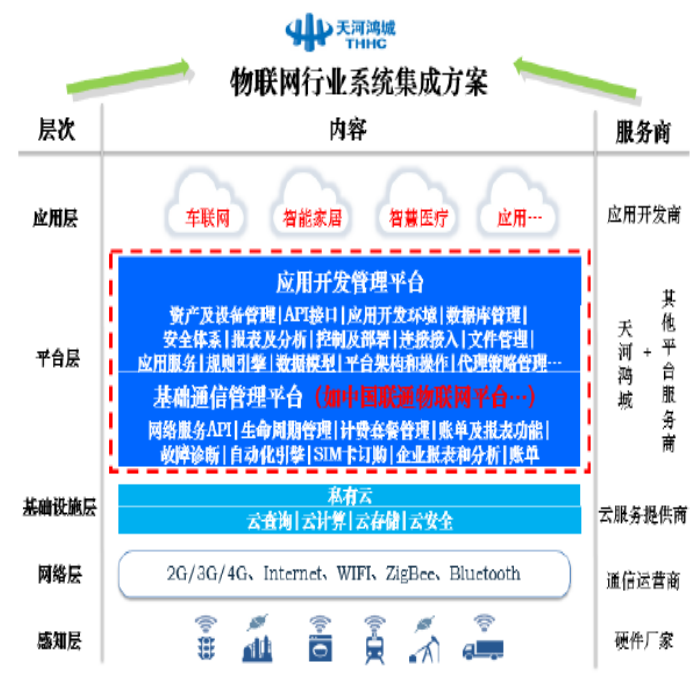 天河鸿城
THHC
物联网行业系统集成方案
层次
内容
服务商
应用层
车联网
智能家居
智慧医疗
应用…
应用开发商
平台层
应用开发管理平台
资产及设备管理|API接口|应用开发环境|数据库管理|
安全体系|报表及分析|控制及部署|连接接入|文件管理|
应用服务|规则引擎|数据模型|平台架构和操作|代理策略管理…
基础通信管理平台（如中国联通物联网平台…）
网络服务API|生命周期管理|计费套餐管理|账单及报表功能|
故障诊断|自动化引擎|SIM卡订购|企业报表和分析|账单
天河鸿城
+
其他平台服务商
基础设施层
私有云
云查询|云计算|云存储|云安全
云服务提供商
网络层
2G/3G/4G、Internet、WIFI、ZigBee、Bluetooth
通信运营商
感知层
硬件厂家